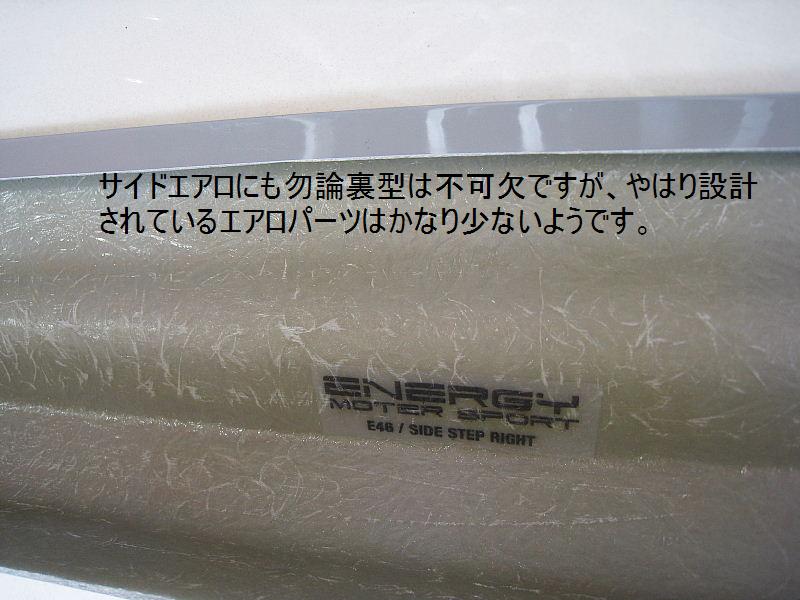 サイドエアロにも勿論裏型は不可欠ですが、やはり設計
されているエアロパーツはかなり少ないようです。
ENERGY
MOTER SPORT
E46 / SIDE STEP RIGHT